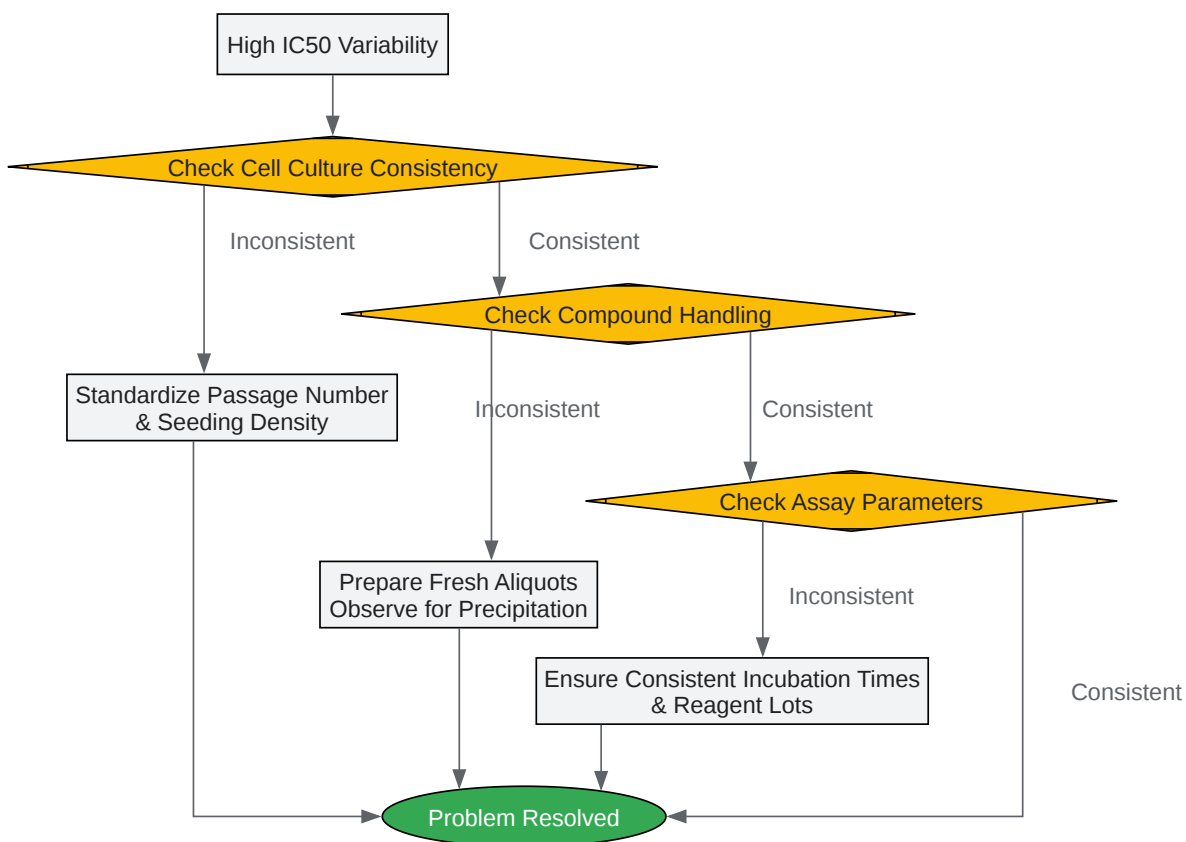 High IC50 Variability
Check Cell Culture Consistency
Inconsistent
Consistent
Check Compound Handling
Standardize Passage Number
& Seeding Density
Inconsistent
Consistent
Check Assay Parameters
Prepare Fresh Aliquots
Observe for Precipitation
Inconsistent
Ensure Consistent Incubation Times
& Reagent Lots
Consistent
Problem Resolved